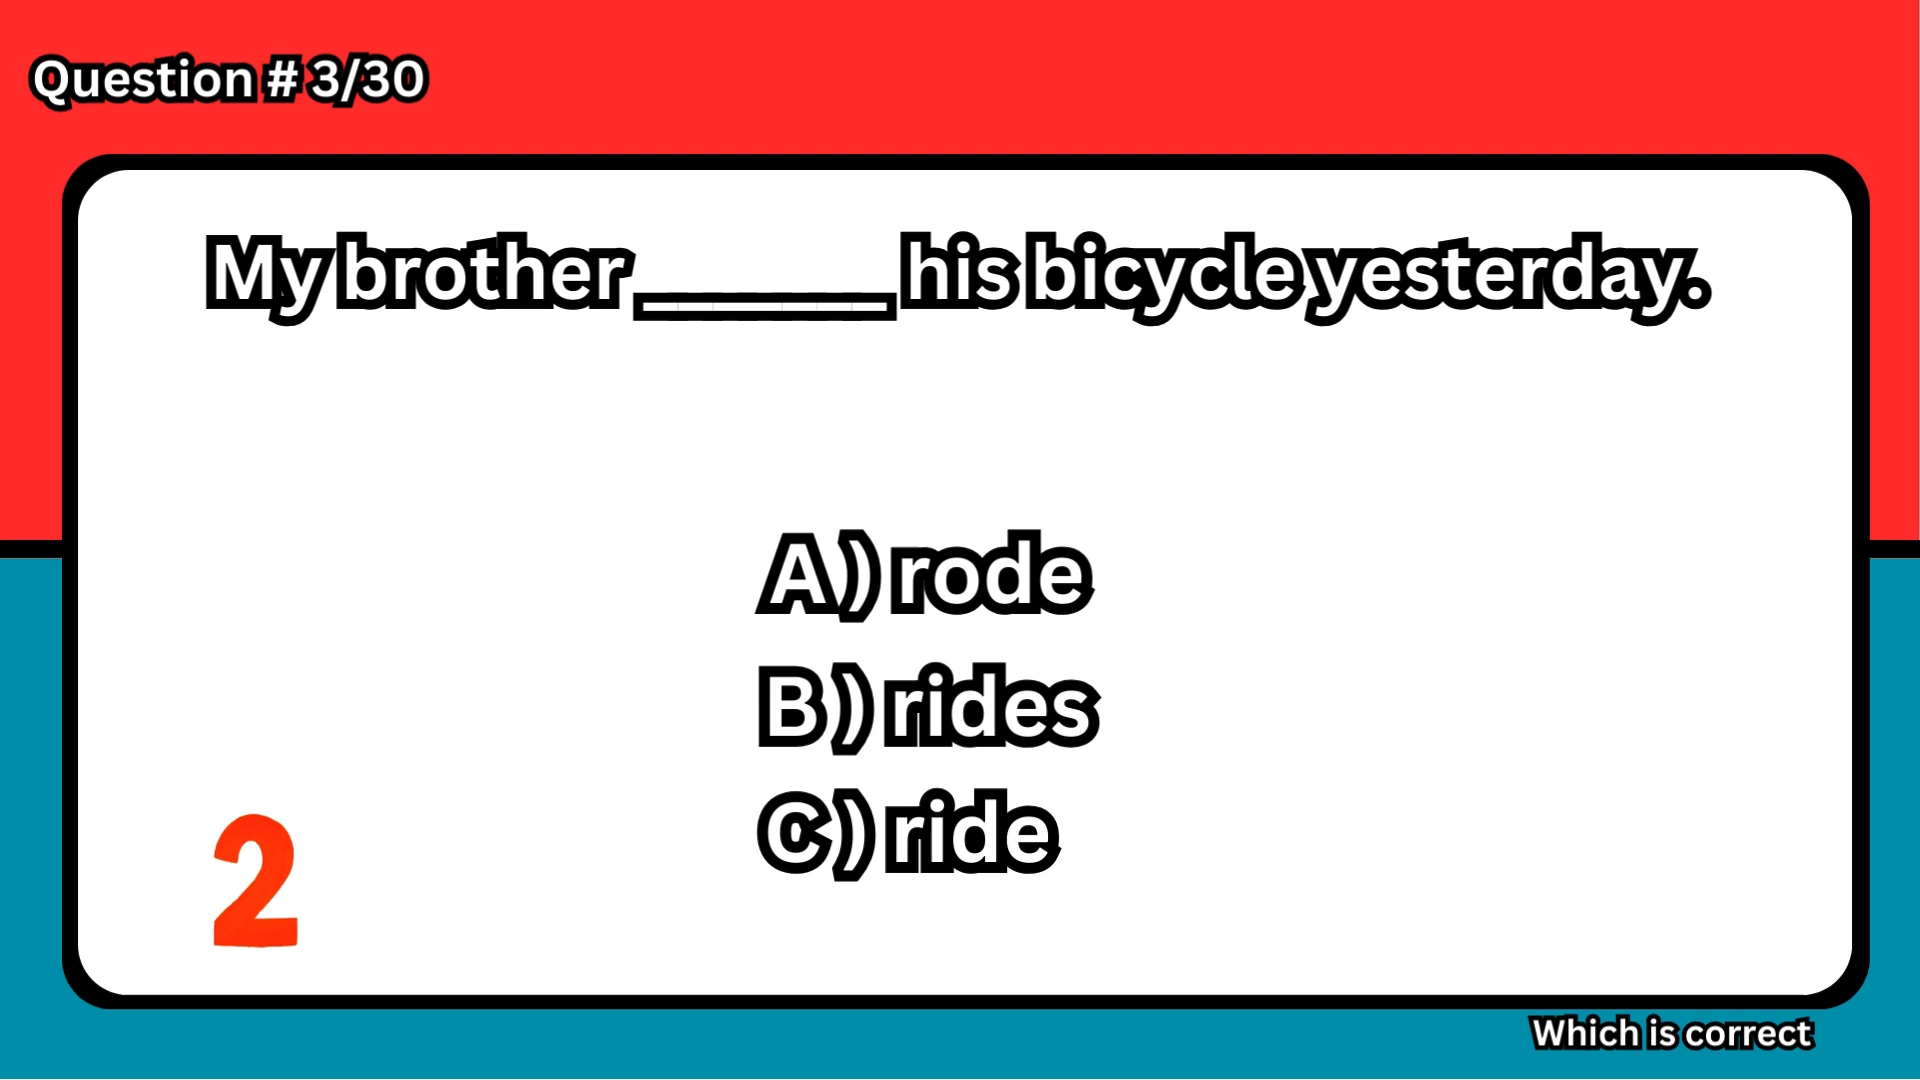 Question # 3/30
My brother ______ his bicycle yesterday.
A) rode
B) rides
C) ride
2
Which is correct